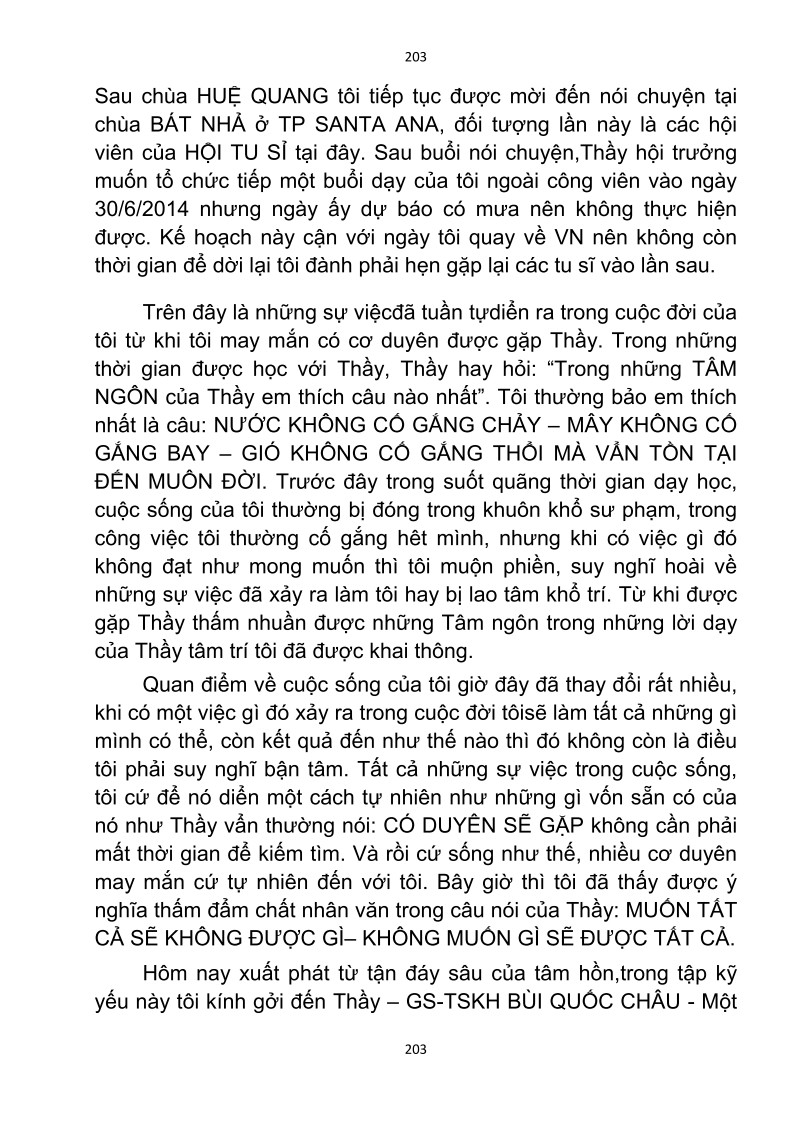 203
Sau chùa HUỆ QUANG tôi tiếp tục được mời đến nói chuyện tại
chùa BÁT NHẢ ở TP SANTA ANA, đối tượng lần này là các hội
viên của HỘI TU SỈ tại đây. Sau buổi nói chuyện,Thầy hội trưởng
muốn tổ chức tiếp một buổi dạy của tôi ngoài công viên vào ngày
30/6/2014 nhưng ngày ấy dự báo có mưa nên không thực hiện
được. Kế hoạch này cận với ngày tôi quay về VN nên không còn
thời gian để dời lại tôi đành phải hẹn gặp lại các tu sĩ vào lần sau.
Trên đây là những sự việcđã tuần tựdiển ra trong cuộc đời của
tôi từ khi tôi may mắn có cơ duyên được gặp Thầy. Trong những
thời gian được học với Thầy, Thầy hay hỏi: “Trong những TÂM
NGÔN của Thầy em thích câu nào nhất”. Tôi thường bảo em thích
nhất là câu: NƯỚC KHÔNG CỐ GẮNG CHẢY – MÂY KHÔNG CỐ
GẮNG BAY – GIÓ KHÔNG CỐ GẮNG THỔI MÀ VẨN TỒN TẠI
ĐẾN MUÔN ĐỜI. Trước đây trong suốt quãng thời gian dạy học,
cuộc sống của tôi thường bị đóng trong khuôn khổ sư phạm, trong
công việc tôi thường cố gắng hêt mình, nhưng khi có việc gì đó
không đạt như mong muốn thì tôi muộn phiền, suy nghĩ hoài về
những sự việc đã xảy ra làm tôi hay bị lao tâm khổ trí. Từ khi được
gặp Thầy thấm nhuần được những Tâm ngôn trong những lời dạy
của Thầy tâm trí tôi đã được khai thông.
Quan điểm về cuộc sống của tôi giờ đây đã thay đổi rất nhiều,
khi có một việc gì đó xảy ra trong cuộc đời tôisẽ làm tất cả những gì
mình có thể, còn kết quả đến như thế nào thì đó không còn là điều
tôi phải suy nghĩ bận tâm. Tất cả những sự việc trong cuộc sống,
tôi cứ để nó diển một cách tự nhiên như những gì vốn sẵn có của
nó như Thầy vẩn thường nói: CÓ DUYÊN SẼ GẶP không cần phải
mất thời gian để kiếm tìm. Và rồi cứ sống như thế, nhiều cơ duyên
may mắn cứ tự nhiên đến với tôi. Bây giờ thì tôi đã thấy được ý
nghĩa thấm đẩm chất nhân văn trong câu nói của Thầy: MUỐN TẤT
CẢ SẼ KHÔNG ĐƯỢC GÌ– KHÔNG MUỐN GÌ SẼ ĐƯỢC TẤT CẢ.
Hôm nay xuất phát từ tận đáy sâu của tâm hồn,trong tập kỹ
yếu này tôi kính gởi đến Thầy – GS-TSKH BÙI QUỐC CHÂU - Một
203